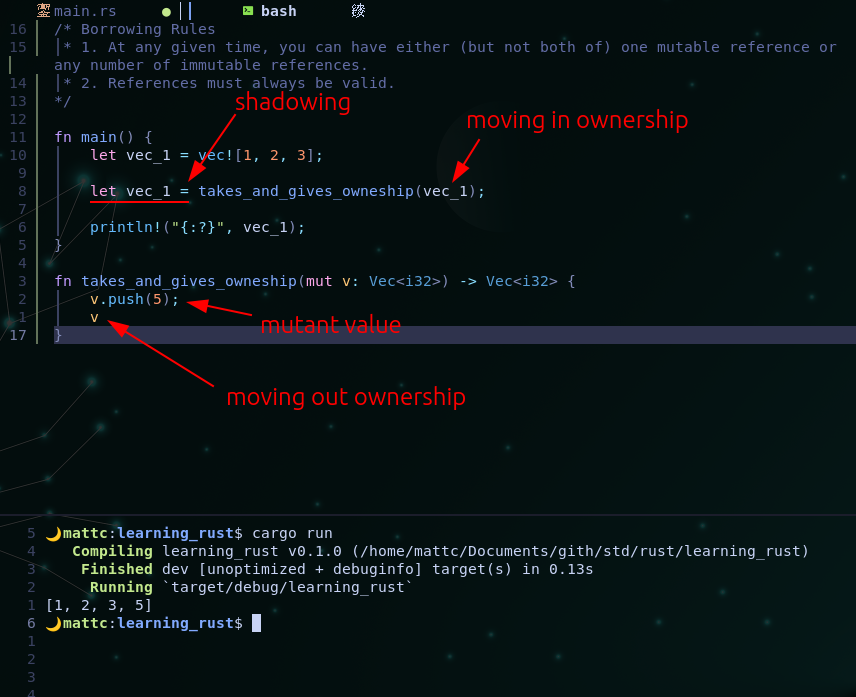 main.rs ● bash
16 /* Borrowing Rules
15 |* 1. At any given time, you can have either (but not both of) one mutable reference or
any number of immutable references.
14 |* 2. References must always be valid.
13 */
shadowing
12
moving in ownership
11 fn main() {
10 let vec_1 = vec![1, 2, 3];
9
8 let vec_1 = takes_and_gives_owneship(vec_1);
7
6 println!("{:?}", vec_1);
5 }
4
3 fn takes_and_gives_owneship(mut v: Vec<i32>) -> Vec<i32> {
2 v.push(5);
mutant value
1 v
17 }
moving out ownership
5 🌙mattc:learning_rust$ cargo run
4 Compiling learning_rust v0.1.0 (/home/mattc/Documents/gith/std/rust/learning_rust)
3 Finished dev [unoptimized + debuginfo] target(s) in 0.13s
2 Running `target/debug/learning_rust`
1 [1, 2, 3, 5]
6 🌙mattc:learning_rust$
1
2
3
4